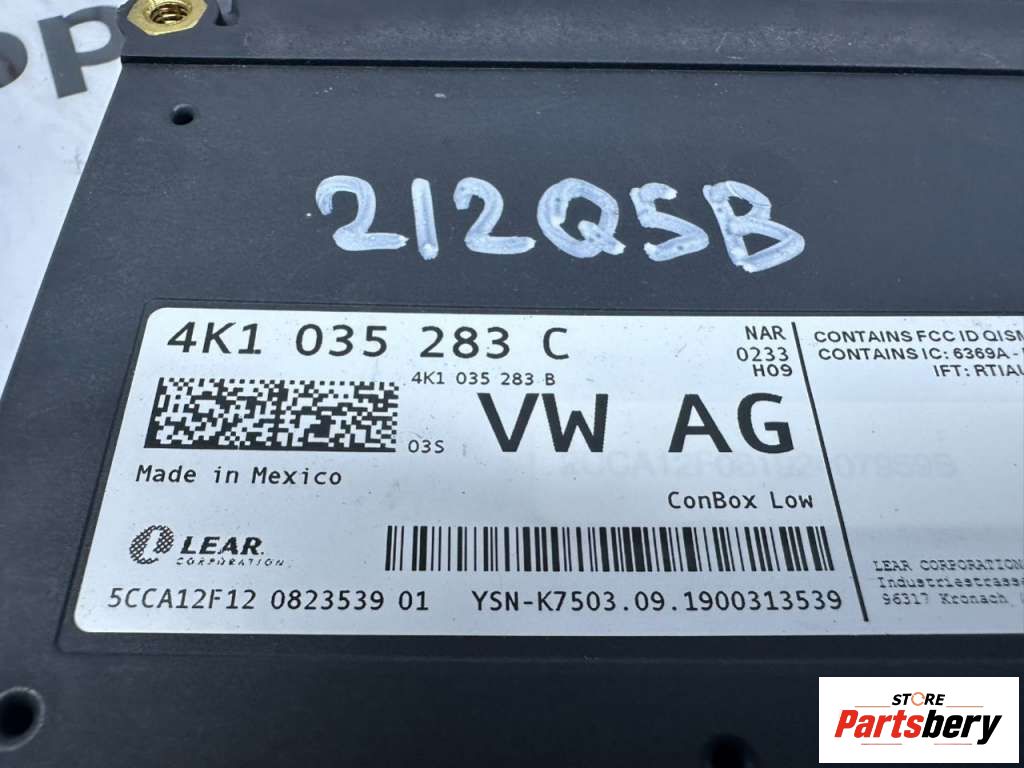 212Q5B
4K1 035 283 C
NAR
4K1 035 283 B
0233
H09
03S
VW AG
Made in Mexico
ConBox Low
LEAR
CORPORATION
5CCA12F12 0823539 01
YSN-K7503.09.1900313539
CONTAINS FCC ID QISM
CONTAINS IC: 6369A-
IFT: RTIAU
LEAR CORPORATION
Industriestrasse
96317 Kronach
STORE
Partsbery